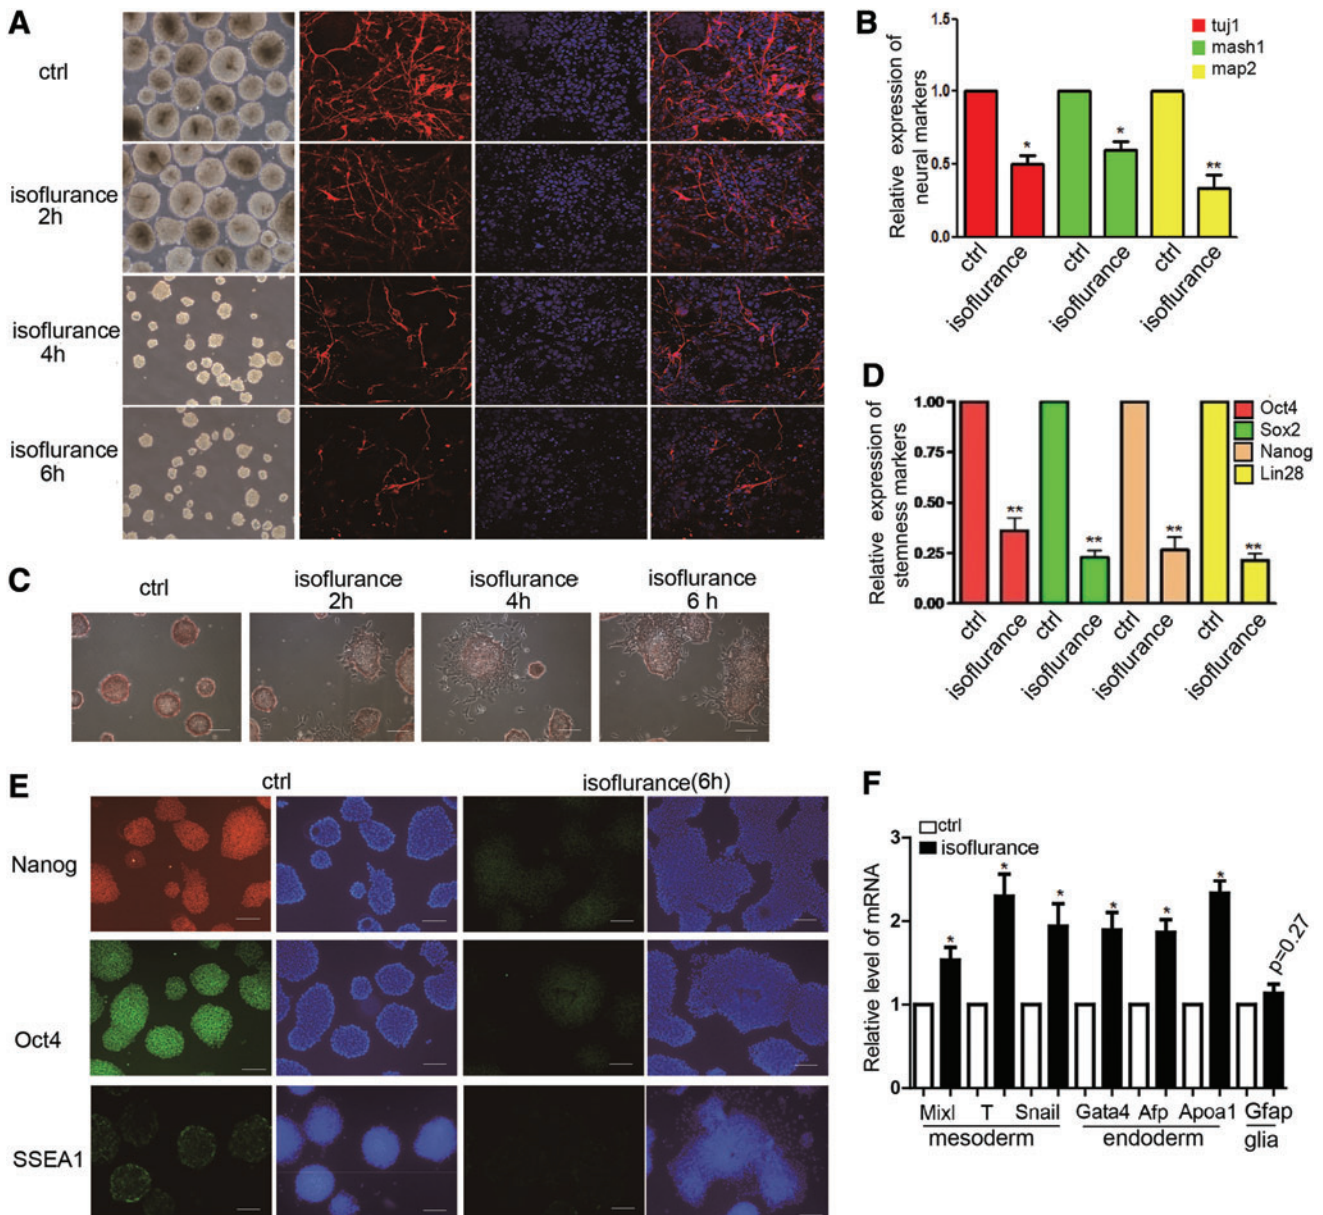 A
ctrl
isoflurance
2h
isoflurance
4h
isoflurance
6h
B
Relative expression of
neural markers
1.5
1.0
0.5
0.0
tuj1
mash1
map2
*
*
**
ctrl
isoflurance
ctrl
isoflurance
ctrl
isoflurance
C
ctrl
isoflurance
2h
isoflurance
4h
isoflurance
6 h
D
Relative expression of
stemness markers
1.00
0.75
0.50
0.25
0.00
Oct4
Sox2
Nanog
Lin28
**
**
**
**
ctrl
isoflurance
ctrl
isoflurance
ctrl
isoflurance
ctrl
isoflurance
E
ctrl
isoflurance(6h)
Nanog
Oct4
SSEA1
F
Relative level of mRNA
3
2
1
0
ctrl
isoflurance
*
*
*
*
*
*
p=0.27
Mixl T Snail Gata4 Afp Apoa1 Gfap
mesoderm endoderm glia